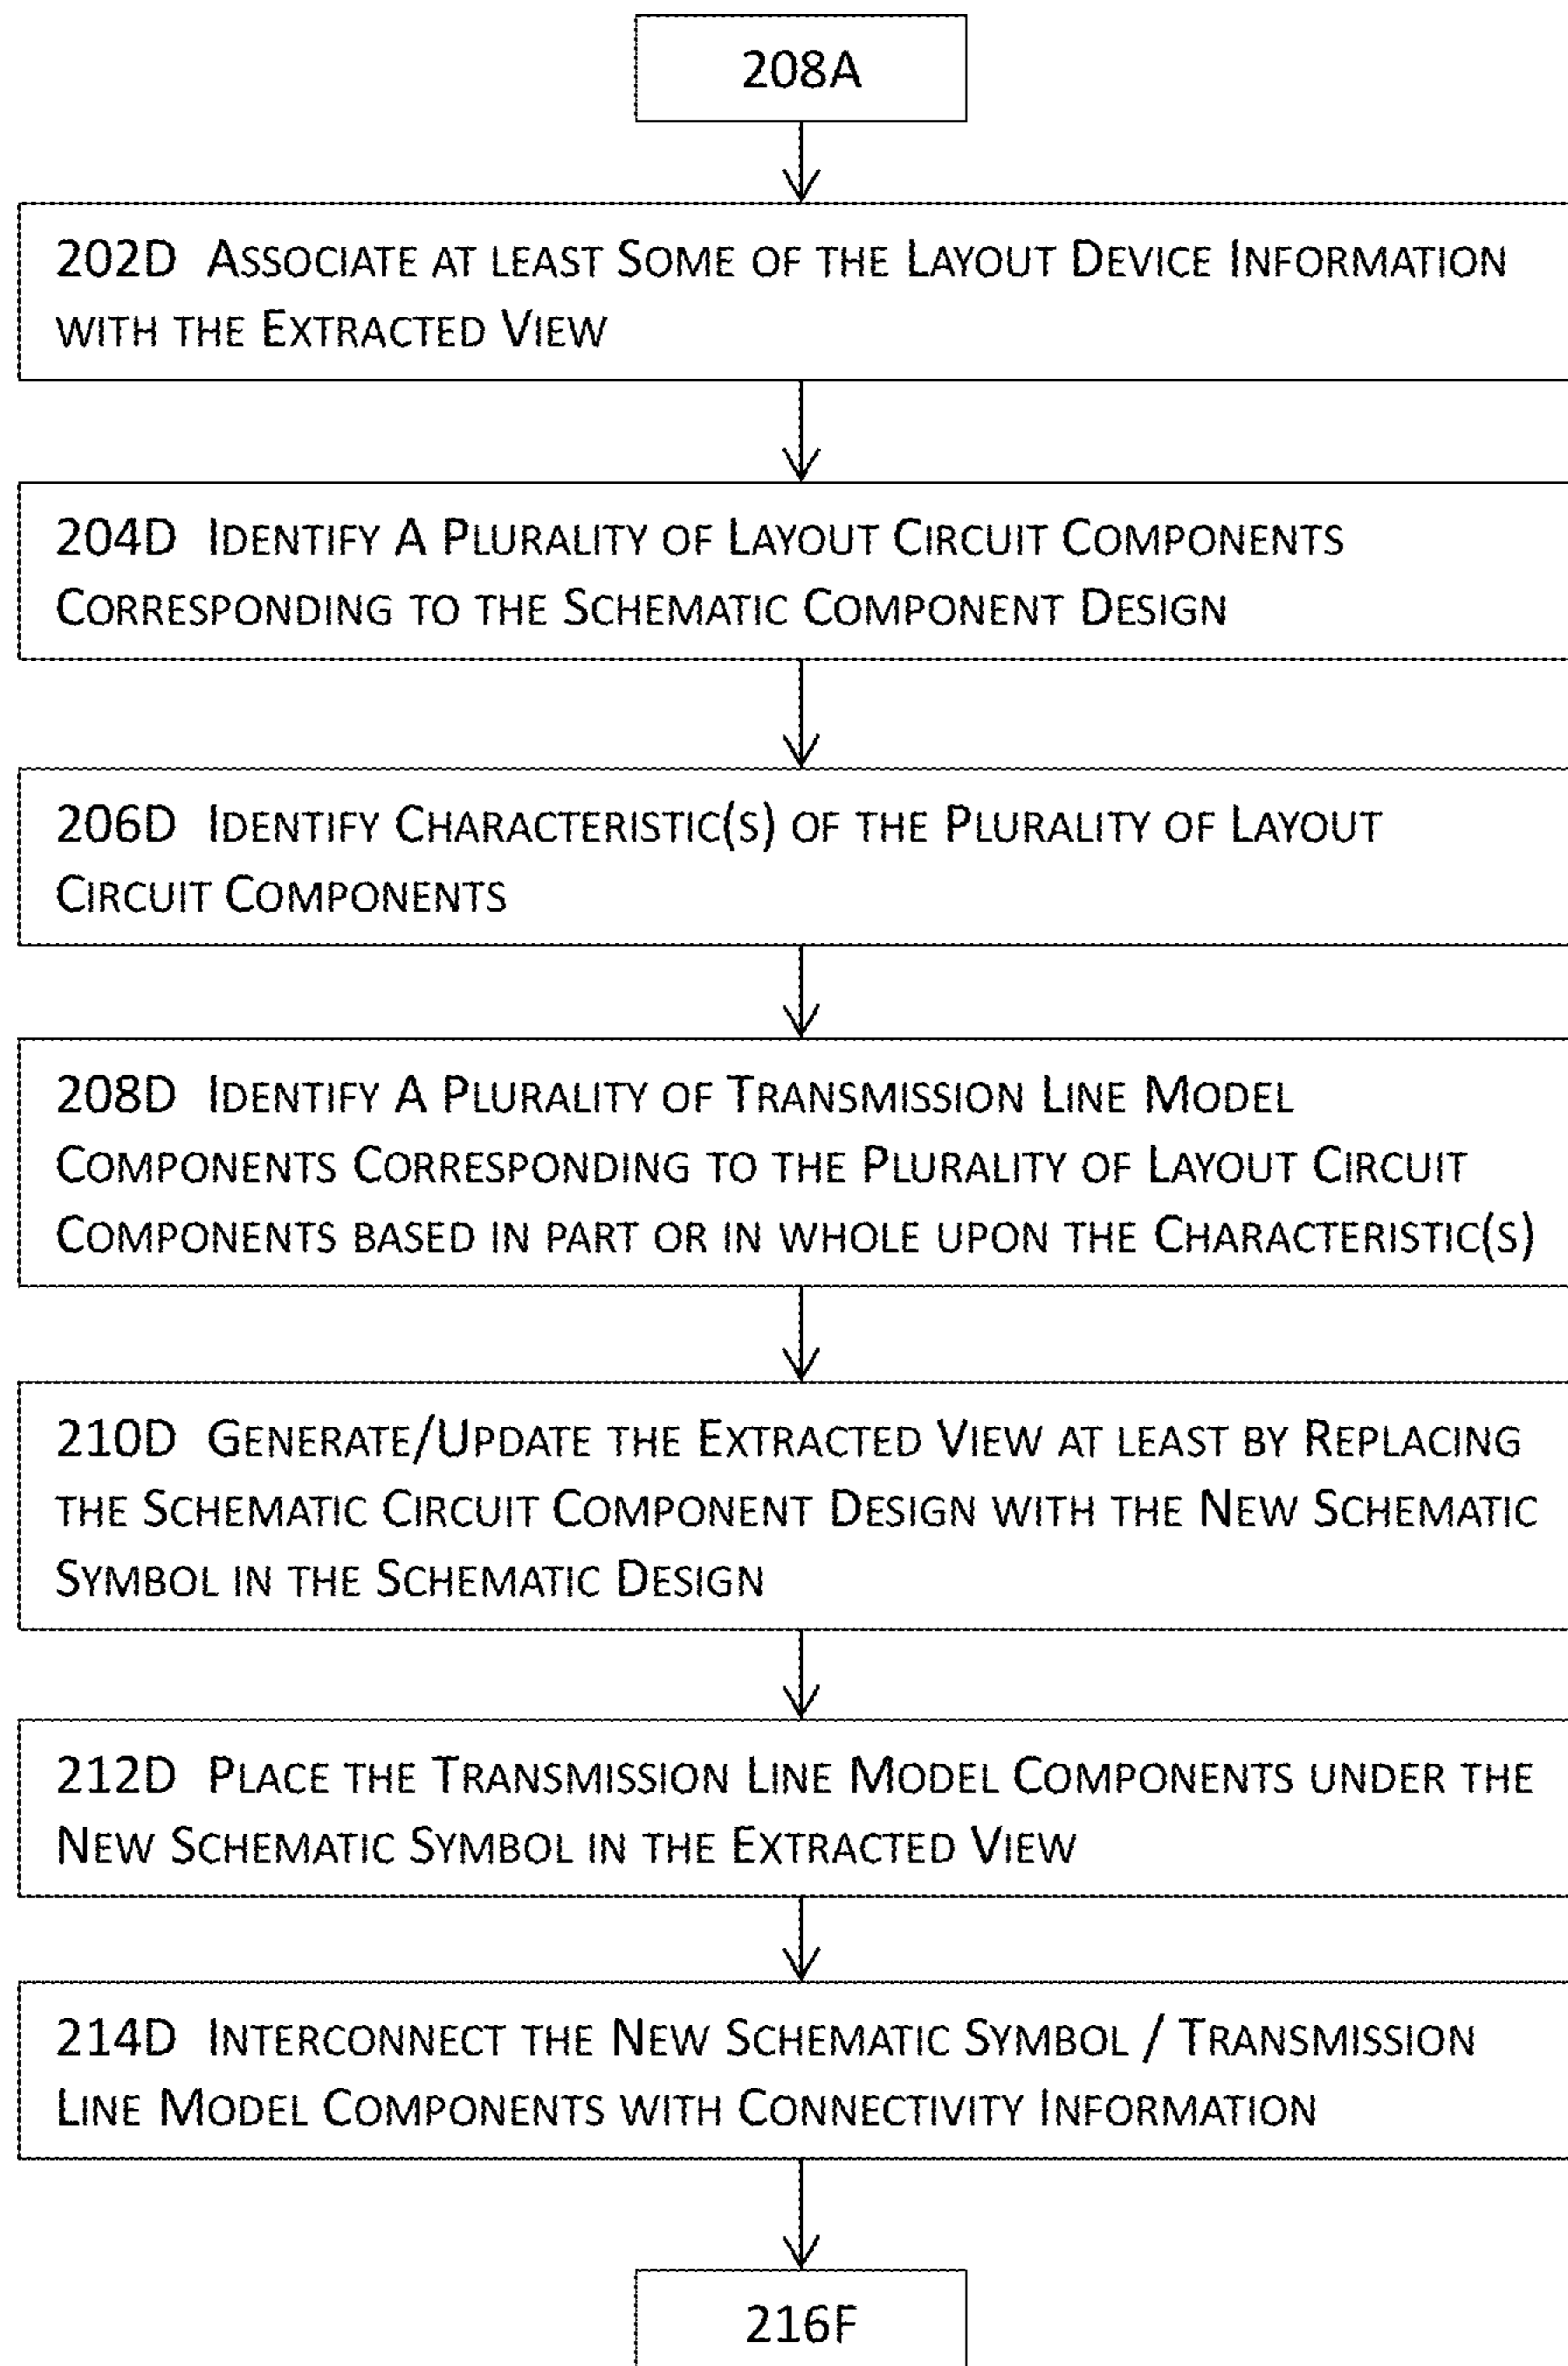 208A
202D Associate at least Some of the Layout Device Information
with the Extracted View
204D Identify A Plurality of Layout Circuit Components
Corresponding to the Schematic Component Design
206D Identify Characteristic(s) of the Plurality of Layout
Circuit Components
208D Identify A Plurality of Transmission Line Model
Components Corresponding to the Plurality of Layout Circuit
Components based in part or in whole upon the Characteristic(s)
210D Generate/Update the Extracted View at least by Replacing
the Schematic Circuit Component Design with the New Schematic
Symbol in the Schematic Design
212D Place the Transmission Line Model Components under the
New Schematic Symbol in the Extracted View
214D Interconnect the New Schematic Symbol / Transmission
Line Model Components with Connectivity Information
216F